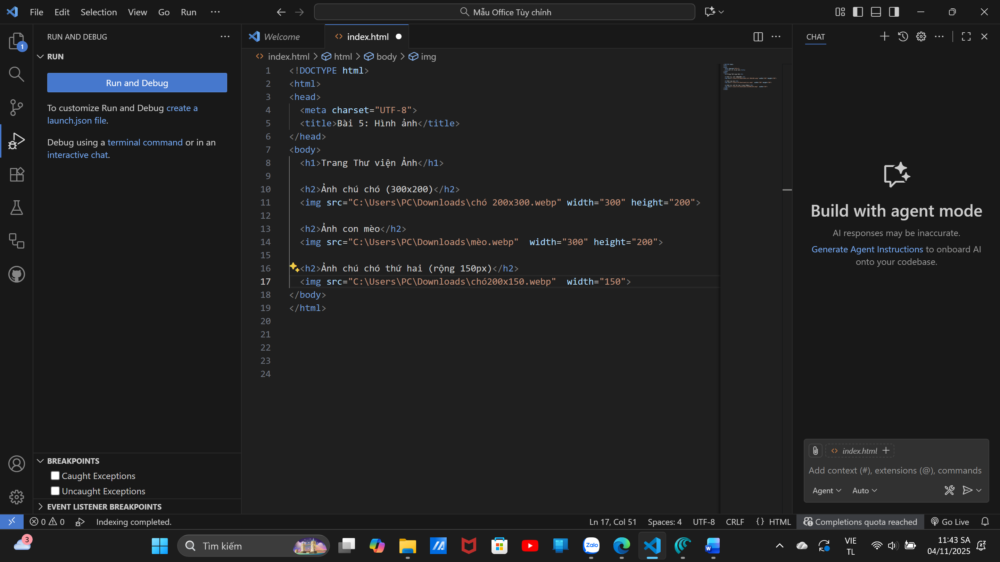 File Edit Selection View Go Run ···
Mẫu Office Tùy chỉnh
RUN AND DEBUG
1
RUN
Run and Debug
To customize Run and Debug create a
launch.json file.
Debug using a terminal command or in an
interactive chat.
BREAKPOINTS
Caught Exceptions
Uncaught Exceptions
EVENT LISTENER BREAKPOINTS
Welcome
index.html
index.html > html > body > img
1 <!DOCTYPE html>
2 <html>
3 <head>
4 <meta charset="UTF-8">
5 <title>Bài 5: Hình ảnh</title>
6 </head>
7 <body>
8 <h1>Trang Thư viện Ảnh</h1>
9
10 <h2>Ảnh chú chó (300x200)</h2>
11 <img src="C:\Users\PC\Downloads\chó 200x300.webp" width="300" height="200">
12
13 <h2>Ảnh con mèo</h2>
14 <img src="C:\Users\PC\Downloads\mèo.webp"  width="300" height="200">
15
16 <h2>Ảnh chú chó thứ hai (rộng 150px)</h2>
17 <img src="C:\Users\PC\Downloads\chó200x150.webp"  width="150">
18 </body>
19 </html>
20
21
22
23
24
CHAT
Build with agent mode
AI responses may be inaccurate.
Generate Agent Instructions to onboard AI
onto your codebase.
index.html
Add context (#), extensions (@), commands
Agent Auto
0 0 Indexing completed.
Ln 17, Col 51 Spaces: 4 UTF-8 CRLF {} HTML Completions quota reached Go Live
3
Tìm kiếm
Zalo
W
VIE
TL
11:43 SA
04/11/2025